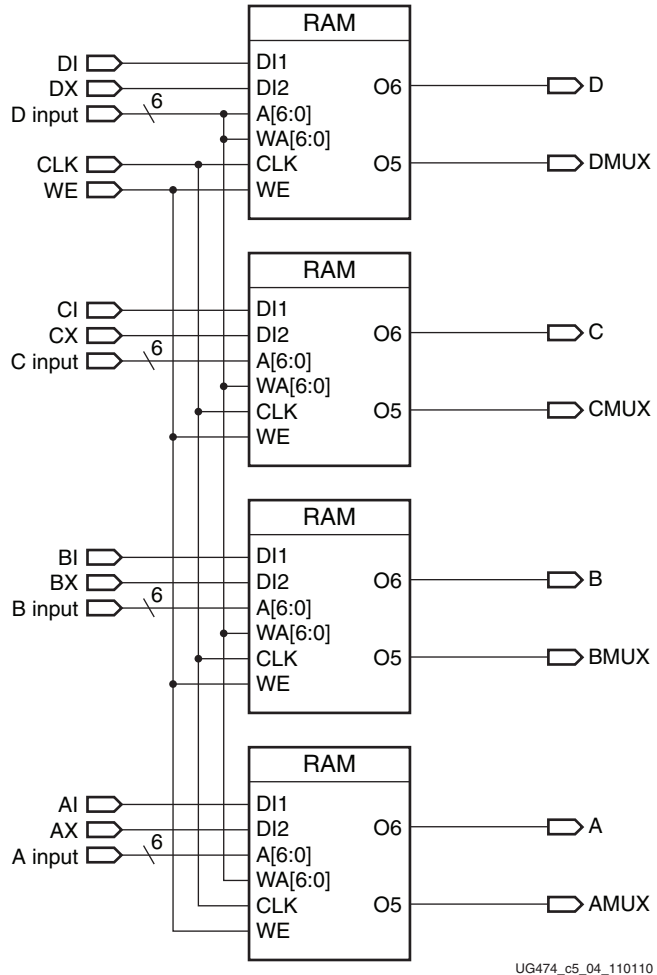 RAM
DI
DI1
DX
DI2
O6
D
D input
6
A[6:0]
WA[6:0]
CLK
CLK
O5
DMUX
WE
WE
RAM
CI
DI1
CX
DI2
O6
C
C input
6
A[6:0]
WA[6:0]
CLK
O5
CMUX
WE
RAM
BI
DI1
BX
DI2
O6
B
B input
6
A[6:0]
WA[6:0]
CLK
O5
BMUX
WE
RAM
AI
DI1
AX
DI2
O6
A
A input
6
A[6:0]
WA[6:0]
CLK
O5
AMUX
WE
UG474_c5_04_110110